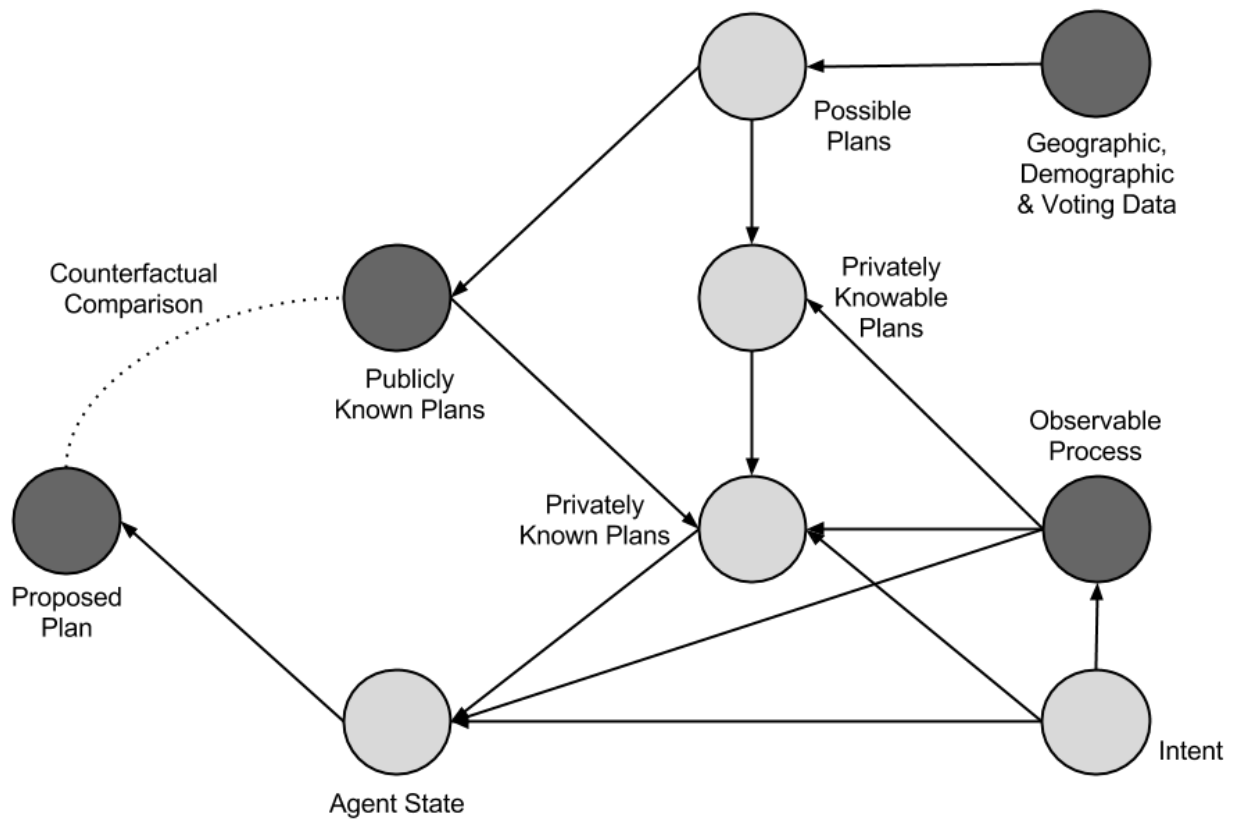 Possible
Plans
Geographic,
Demographic
& Voting Data
Counterfactual
Comparison
Privately
Knowable
Plans
Publicly
Known Plans
Observable
Process
Privately
Known Plans
Proposed
Plan
Intent
Agent State